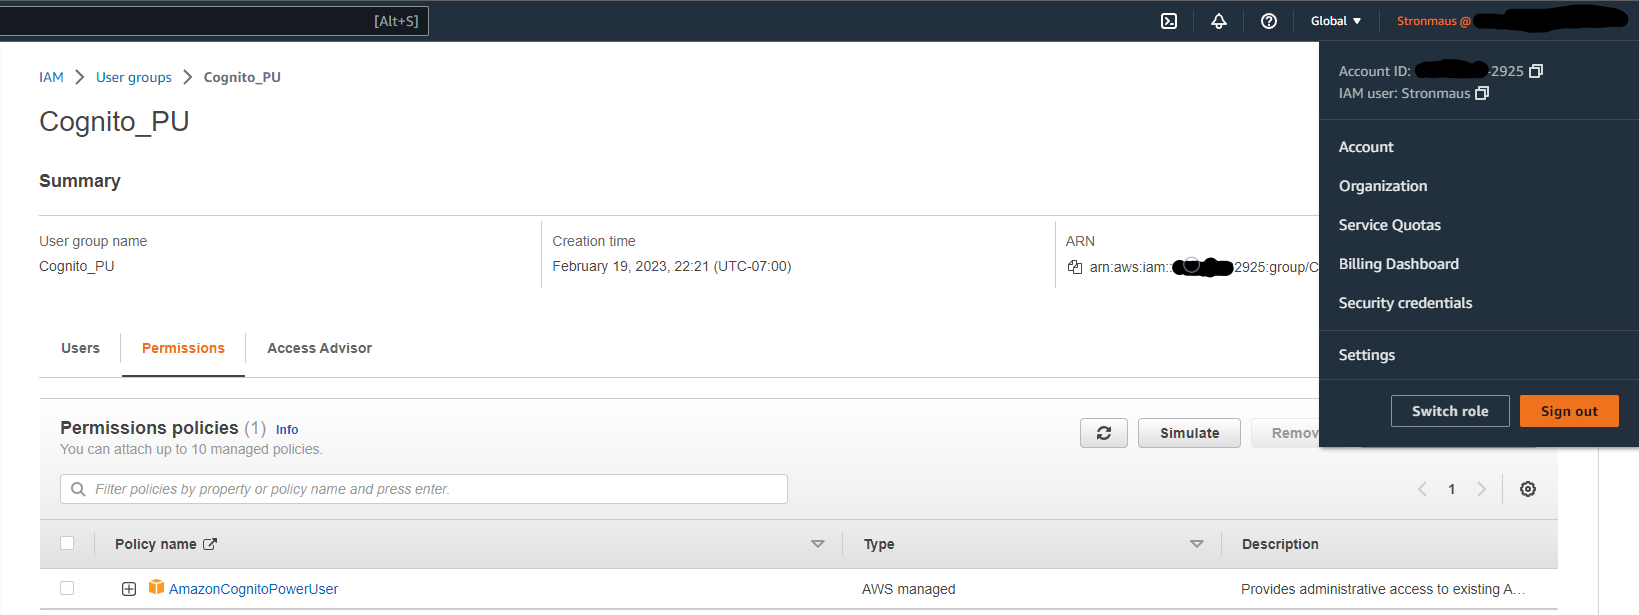 [Alt+S]
Global ▼
Stronmaus @
Account ID: -2925
IAM user: Stronmaus
Account
Organization
Service Quotas
Billing Dashboard
Security credentials
Settings
Switch role
Sign out
IAM > User groups > Cognito_PU
Cognito_PU
Summary
User group name
Cognito_PU
Creation time
February 19, 2023, 22:21 (UTC-07:00)
ARN
arn:aws:iam:: 2925:group/C
Users
Permissions
Access Advisor
Permissions policies (1) Info
You can attach up to 10 managed policies.
Simulate
Remov
Filter policies by property or policy name and press enter.
1
Policy name
Type
Description
AmazonCognitoPowerUser
AWS managed
Provides administrative access to existing A...